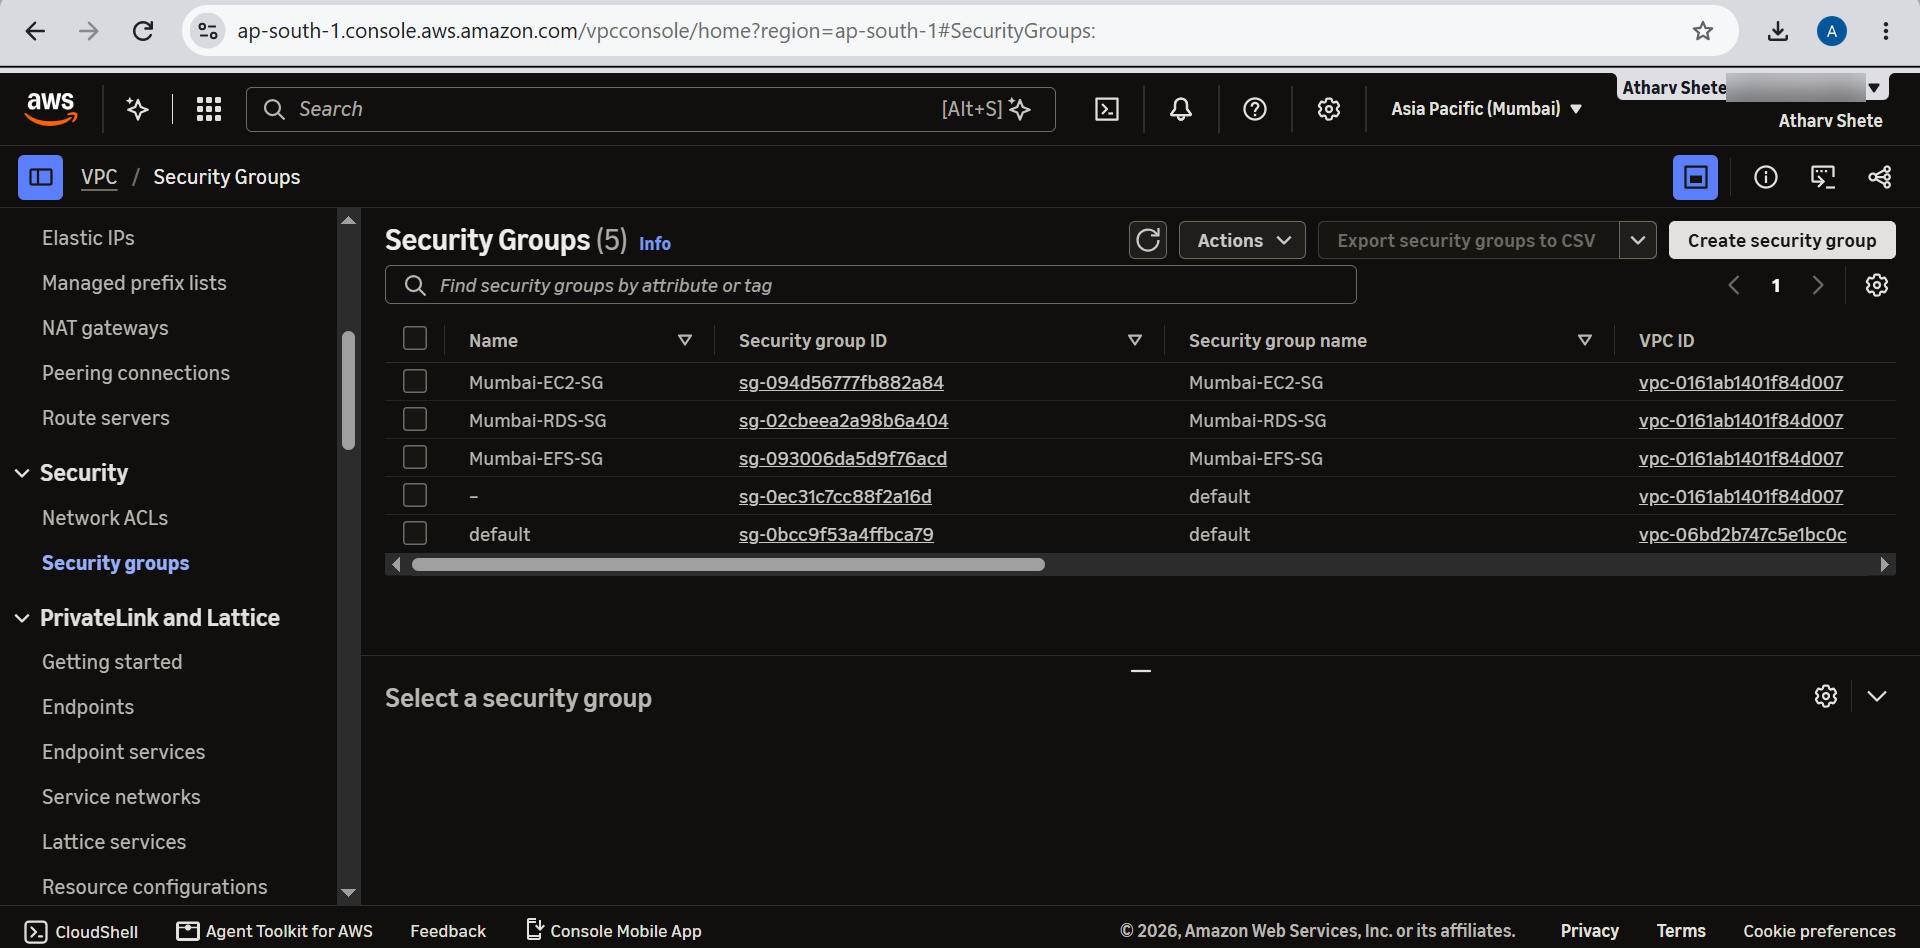 ap-south-1.console.aws.amazon.com/vpcconsole/home?region=ap-south-1#SecurityGroups:
A
aws
Search
[Alt+S]
Asia Pacific (Mumbai)
Atharv Shete
Atharv Shete
VPC / Security Groups
Elastic IPs
Managed prefix lists
NAT gateways
Peering connections
Route servers
Security
Network ACLs
Security groups
PrivateLink and Lattice
Getting started
Endpoints
Endpoint services
Service networks
Lattice services
Resource configurations
Security Groups (5) Info
Actions
Export security groups to CSV
Create security group
Find security groups by attribute or tag
1
Name Security group ID Security group name VPC ID
Mumbai-EC2-SG sg-094d56777fb882a84 Mumbai-EC2-SG vpc-0161ab1401f84d007
Mumbai-RDS-SG sg-02cbeea2a98b6a404 Mumbai-RDS-SG vpc-0161ab1401f84d007
Mumbai-EFS-SG sg-093006da5d9f76acd Mumbai-EFS-SG vpc-0161ab1401f84d007
– sg-0ec31c7cc88f2a16d default vpc-0161ab1401f84d007
default sg-0bcc9f53a4ffbca79 default vpc-06bd2b747c5e1bc0c
Select a security group
CloudShell Agent Toolkit for AWS Feedback Console Mobile App © 2026, Amazon Web Services, Inc. or its affiliates. Privacy Terms Cookie preferences